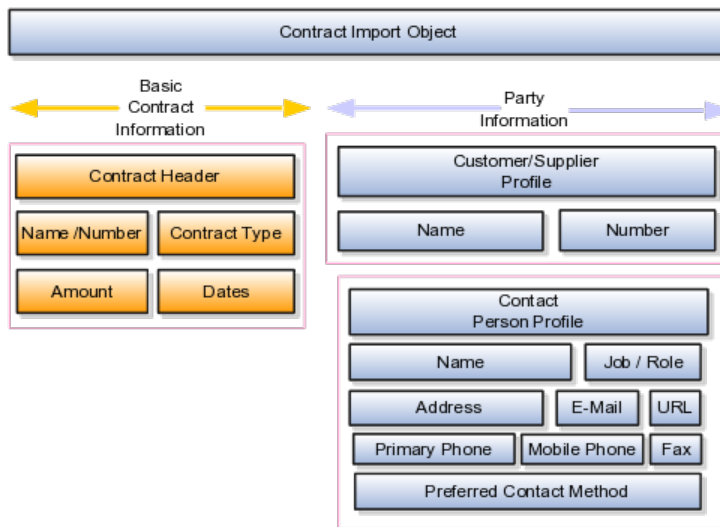 Contract Import Object
Basic
Contract
Information
Party
Information
Contract Header
Name /Number
Contract Type
Amount
Dates
Customer/Supplier
Profile
Name
Number
Contact
Person Profile
Name
Job / Role
Address
E-Mail
URL
Primary Phone
Mobile Phone
Fax
Preferred Contact Method